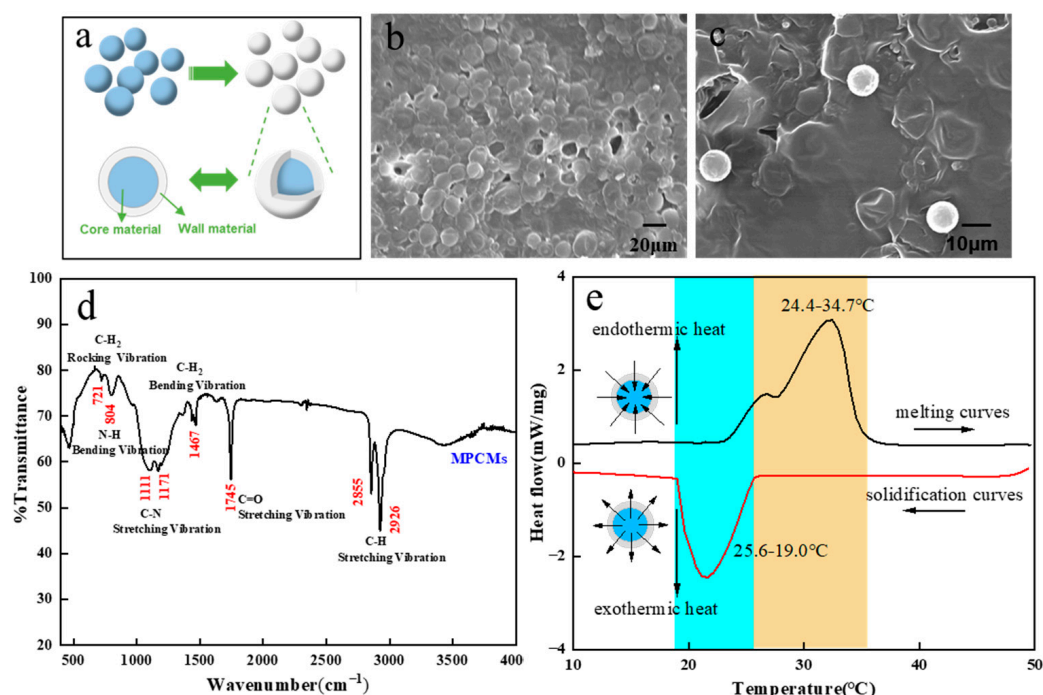 a
Core material
Wall material
b
20μm
c
10μm
d
%Transmittance
100
90
80
70
60
50
40
30
20
C-H₂
Rocking Vibration
721
804
N-H
Bending Vibration
1111
1171
C-N
Stretching Vibration
C-H₂
Bending Vibration
1467
1745
C=O
Stretching Vibration
2855
2926
C-H
Stretching Vibration
MPCMs
500
1000
1500
2000
2500
3000
3500
400
Wavenumber(cm⁻¹)
e
Heat flow(mW/mg)
4
2
0
−2
−4
24.4-34.7℃
endothermic heat
melting curves
solidification curves
25.6-19.0℃
exothermic heat
10
20
30
40
50
Temperature(℃)